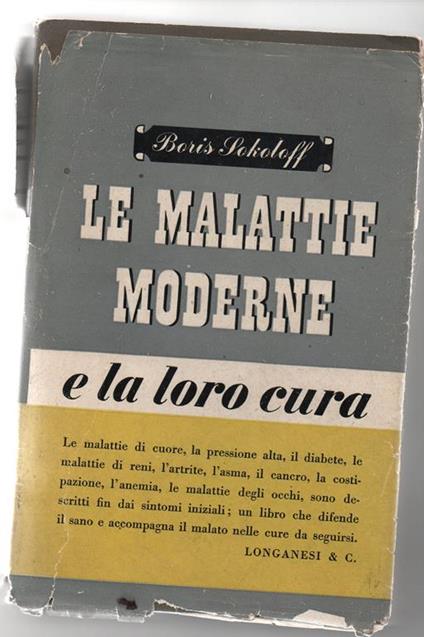 Boris Sokoloff
LE MALATTIE
MODERNE
e la loro cura
Le malattie di cuore, la pressione alta, il diabete, le
malattie di reni, l'artrite, l'asma, il cancro, la costi-
pazione, l'anemia, le malattie degli occhi, sono de-
scritti fin dai sintomi iniziali; un libro che difende
il sano e accompagna il malato nelle cure da seguirsi.
LONGANESI & C.